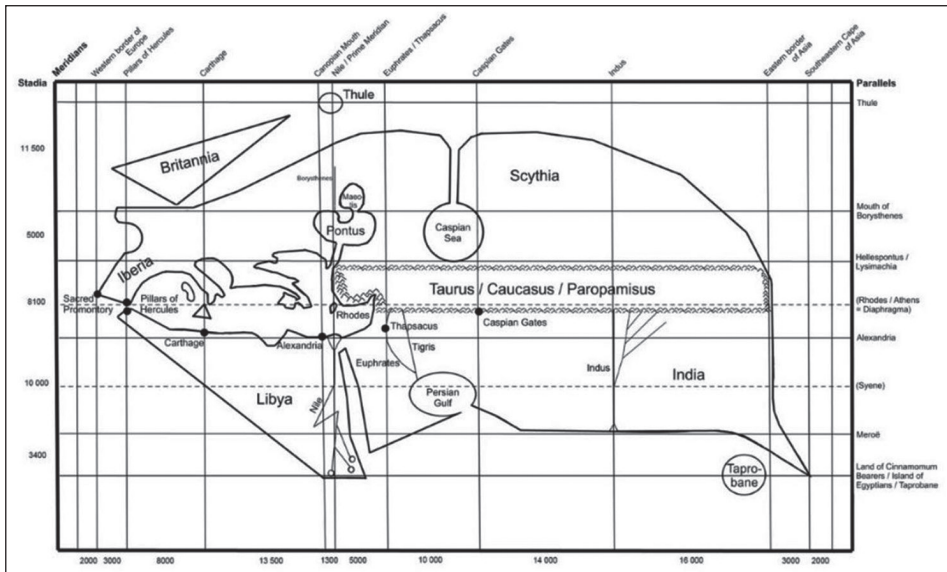 Meridians
Western border of
Europe
Pillars of Hercules
Carthage
Canopian Mouth
Nile / Prime Meridian
Euphrates / Thapsacus
Caspian Gates
Indus
Eastern border
of Asia
Southeastern Cape
of Asia
Stadia
Parallels
Thule
Thule
11 500
Britannia
Scythia
Borysthenes
Maeo-
tis
Mouth of
Borysthenes
Pontus
Caspian
Sea
5000
Hellespontus /
Lysimachia
Iberia
Taurus / Caucasus / Paropamisus
Sacred
Promontory
Pillars of
Hercules
8100
(Rhodes / Athens
= Diaphragma)
Rhodes
Thapsacus
Caspian Gates
Carthage
Alexandria
Alexandria
Tigris
Euphrates
Indus
India
10 000
(Syene)
Libya
Nile
Persian
Gulf
Meroë
3400
Tapro-
bane
Land of Cinnamomum
Bearers / Island of
Egyptians / Taprobane
2000 3000 8000 13 500 1300 5000 10 000 14 000 16 000 3000 2000